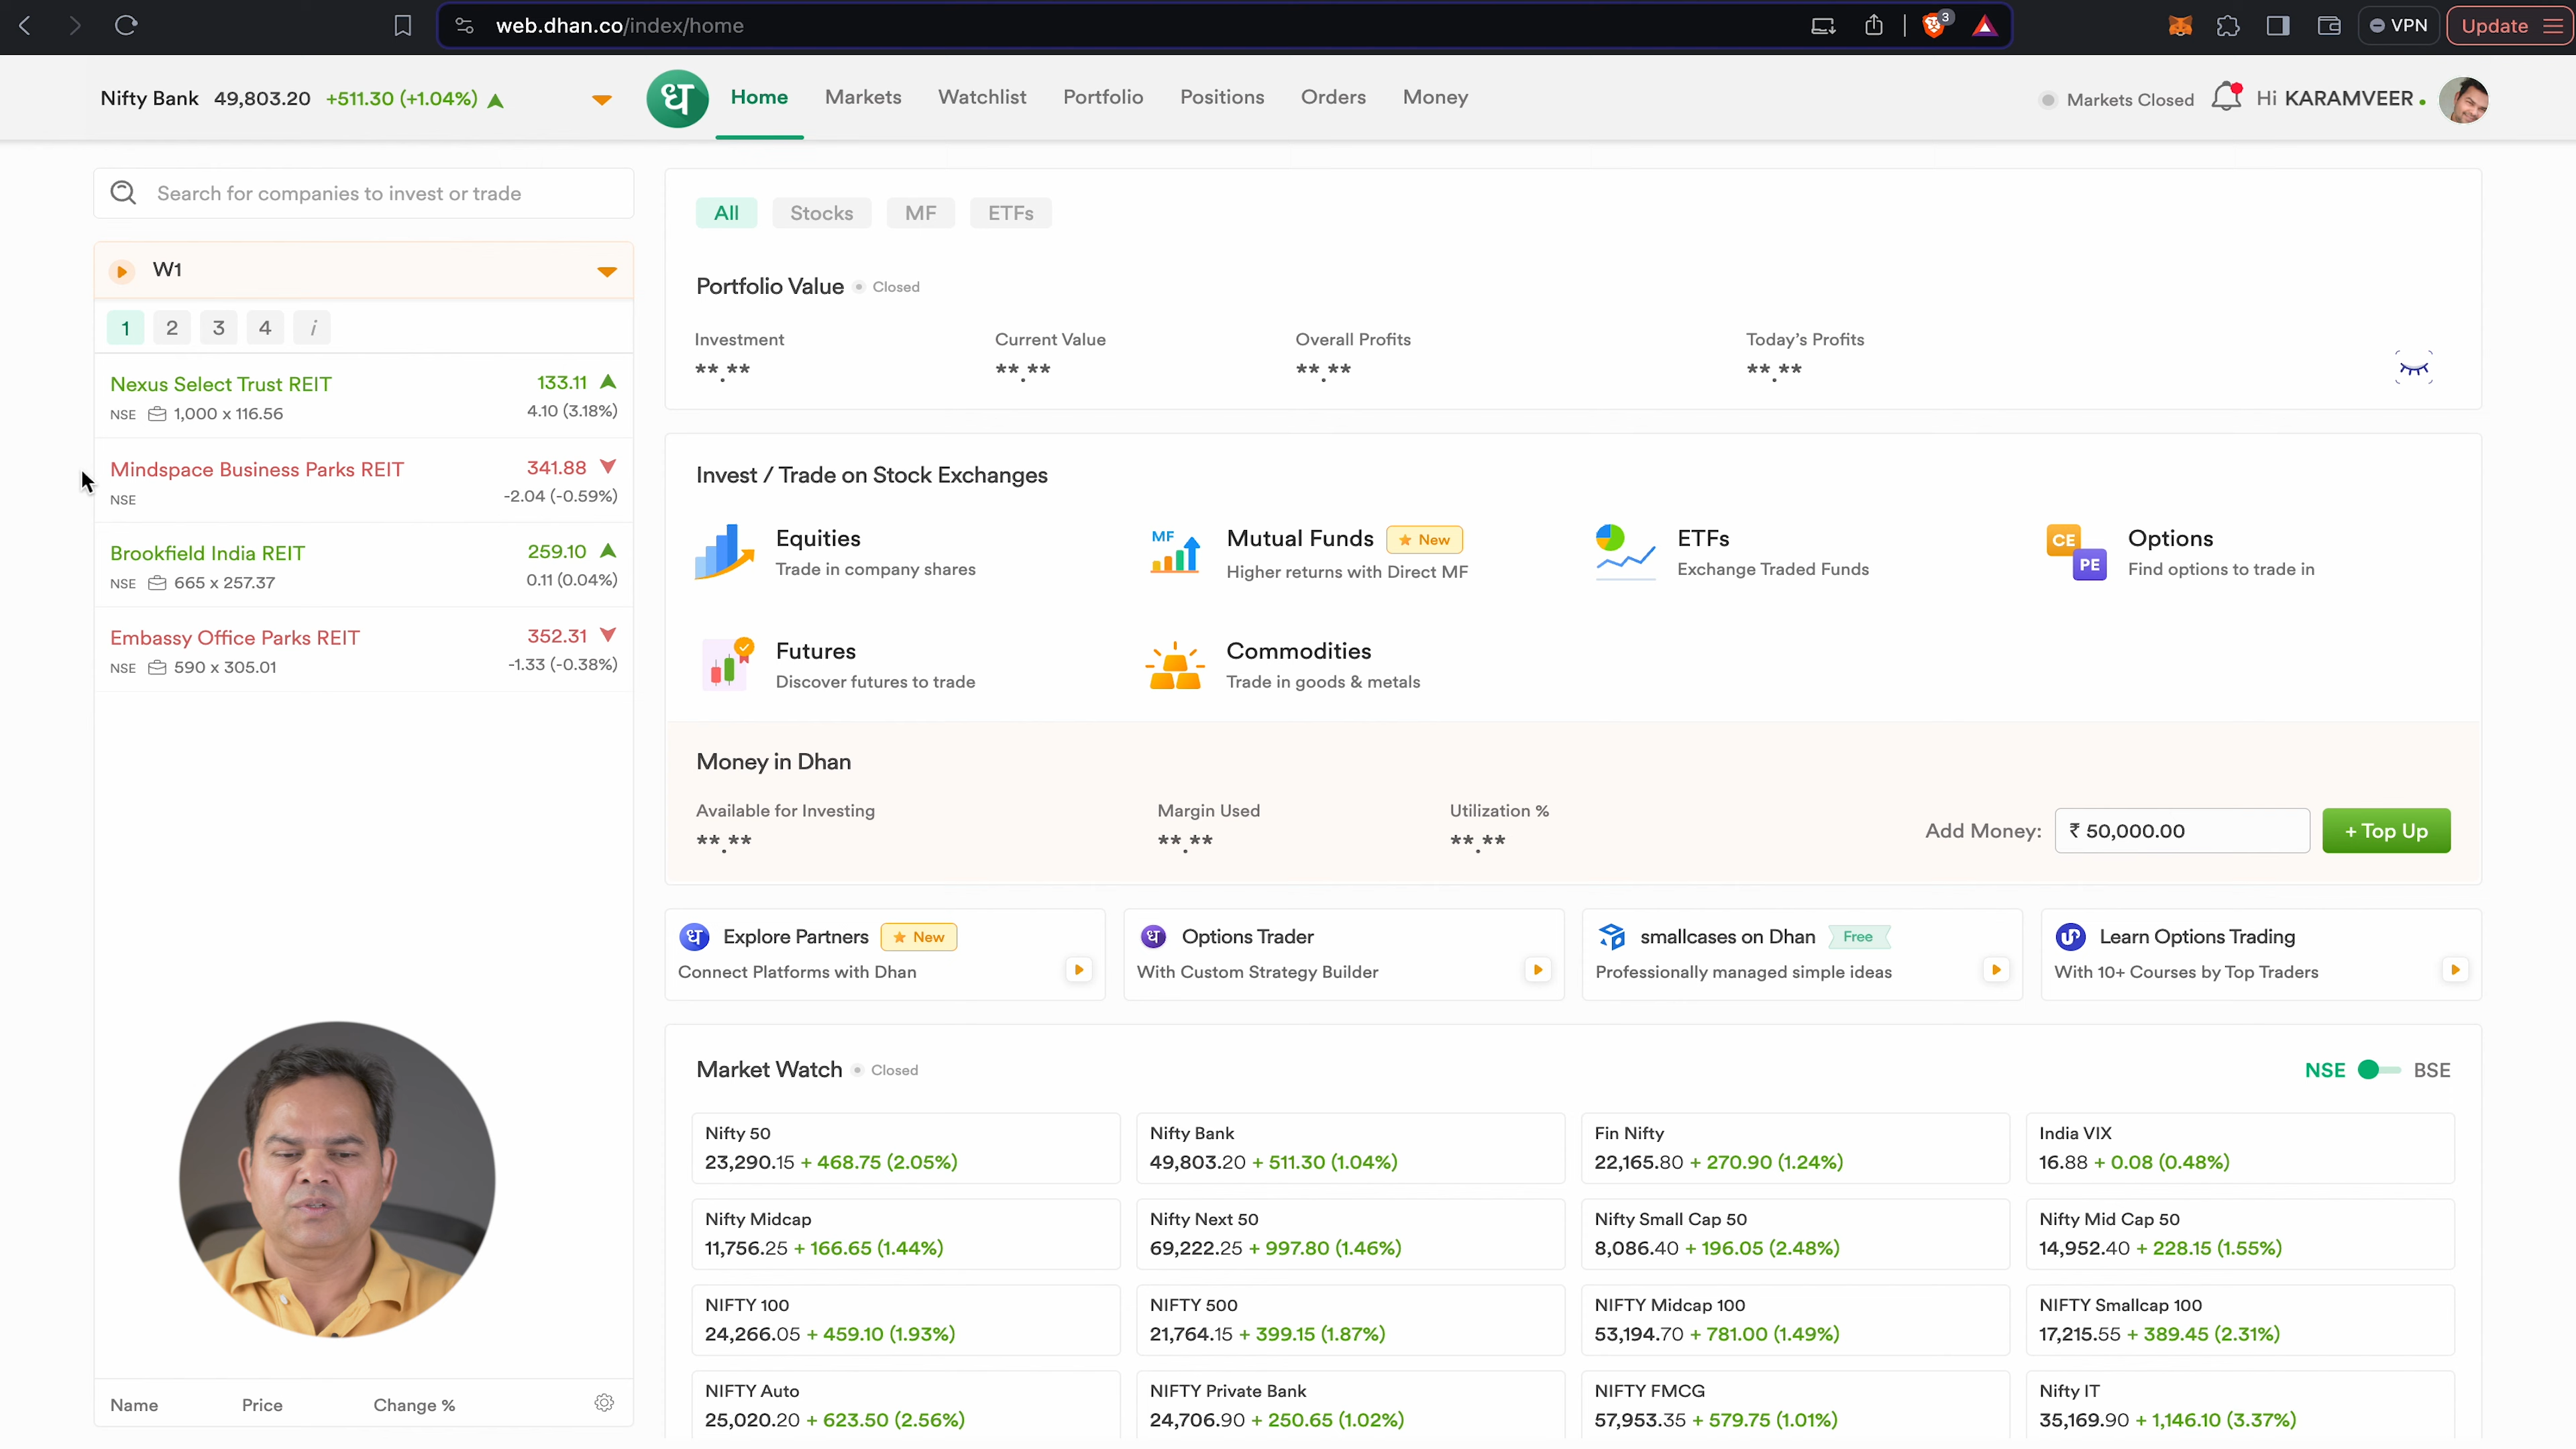 web.dhan.co/index/home
3
VPN
Update
Nifty Bank 49,803.20 +511.30 (+1.04%)
ध
Home
Markets
Watchlist
Portfolio
Positions
Orders
Money
Markets Closed
Hi KARAMVEER
Search for companies to invest or trade
W1
1
2
3
4
i
Nexus Select Trust REIT 133.11
NSE 1,000 x 116.56 4.10 (3.18%)
Mindspace Business Parks REIT 341.88
NSE -2.04 (-0.59%)
Brookfield India REIT 259.10
NSE 665 x 257.37 0.11 (0.04%)
Embassy Office Parks REIT 352.31
NSE 590 x 305.01 -1.33 (-0.38%)
Name Price Change %
All
Stocks
MF
ETFs
Portfolio Value Closed
Investment
Current Value
Overall Profits
Today's Profits
**.**
**.**
**.**
**.**
Invest / Trade on Stock Exchanges
Equities
Trade in company shares
MF
Mutual Funds
New
Higher returns with Direct MF
ETFs
Exchange Traded Funds
CE
PE
Options
Find options to trade in
Futures
Discover futures to trade
Commodities
Trade in goods & metals
Money in Dhan
Available for Investing
Margin Used
Utilization %
**.**
**.**
**.**
Add Money:
₹ 50,000.00
+ Top Up
ध
Explore Partners
New
Connect Platforms with Dhan
ध
Options Trader
With Custom Strategy Builder
smallcases on Dhan
Free
Professionally managed simple ideas
Learn Options Trading
With 10+ Courses by Top Traders
Market Watch Closed
NSE
BSE
Nifty 50
23,290.15 + 468.75 (2.05%)
Nifty Bank
49,803.20 + 511.30 (1.04%)
Fin Nifty
22,165.80 + 270.90 (1.24%)
India VIX
16.88 + 0.08 (0.48%)
Nifty Midcap
11,756.25 + 166.65 (1.44%)
Nifty Next 50
69,222.25 + 997.80 (1.46%)
Nifty Small Cap 50
8,086.40 + 196.05 (2.48%)
Nifty Mid Cap 50
14,952.40 + 228.15 (1.55%)
NIFTY 100
24,266.05 + 459.10 (1.93%)
NIFTY 500
21,764.15 + 399.15 (1.87%)
NIFTY Midcap 100
53,194.70 + 781.00 (1.49%)
NIFTY Smallcap 100
17,215.55 + 389.45 (2.31%)
NIFTY Auto
25,020.20 + 623.50 (2.56%)
NIFTY Private Bank
24,706.90 + 250.65 (1.02%)
NIFTY FMCG
57,953.35 + 579.75 (1.01%)
Nifty IT
35,169.90 + 1,146.10 (3.37%)